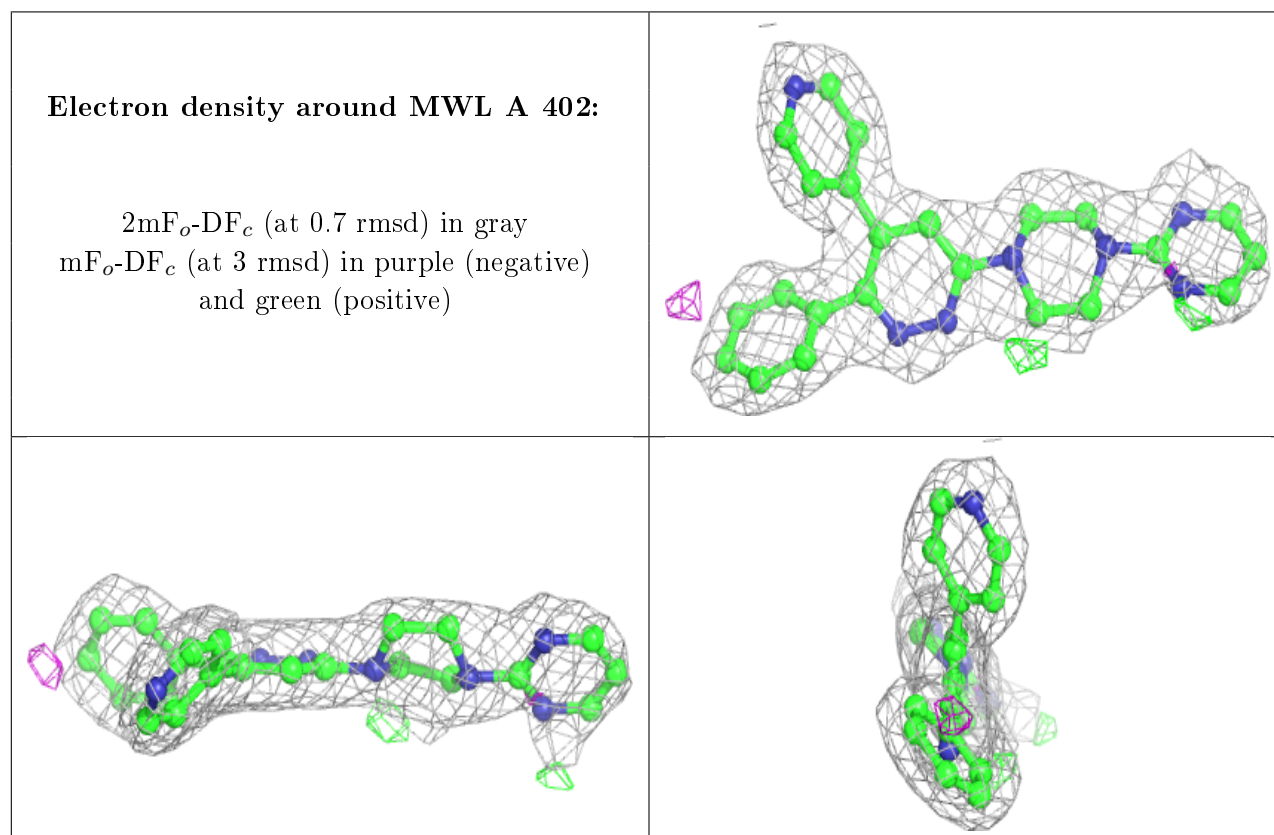 Electron density around MWL A 402:
2mFₒ-DF𝒸 (at 0.7 rmsd) in gray
mFₒ-DF𝒸 (at 3 rmsd) in purple (negative)
and green (positive)